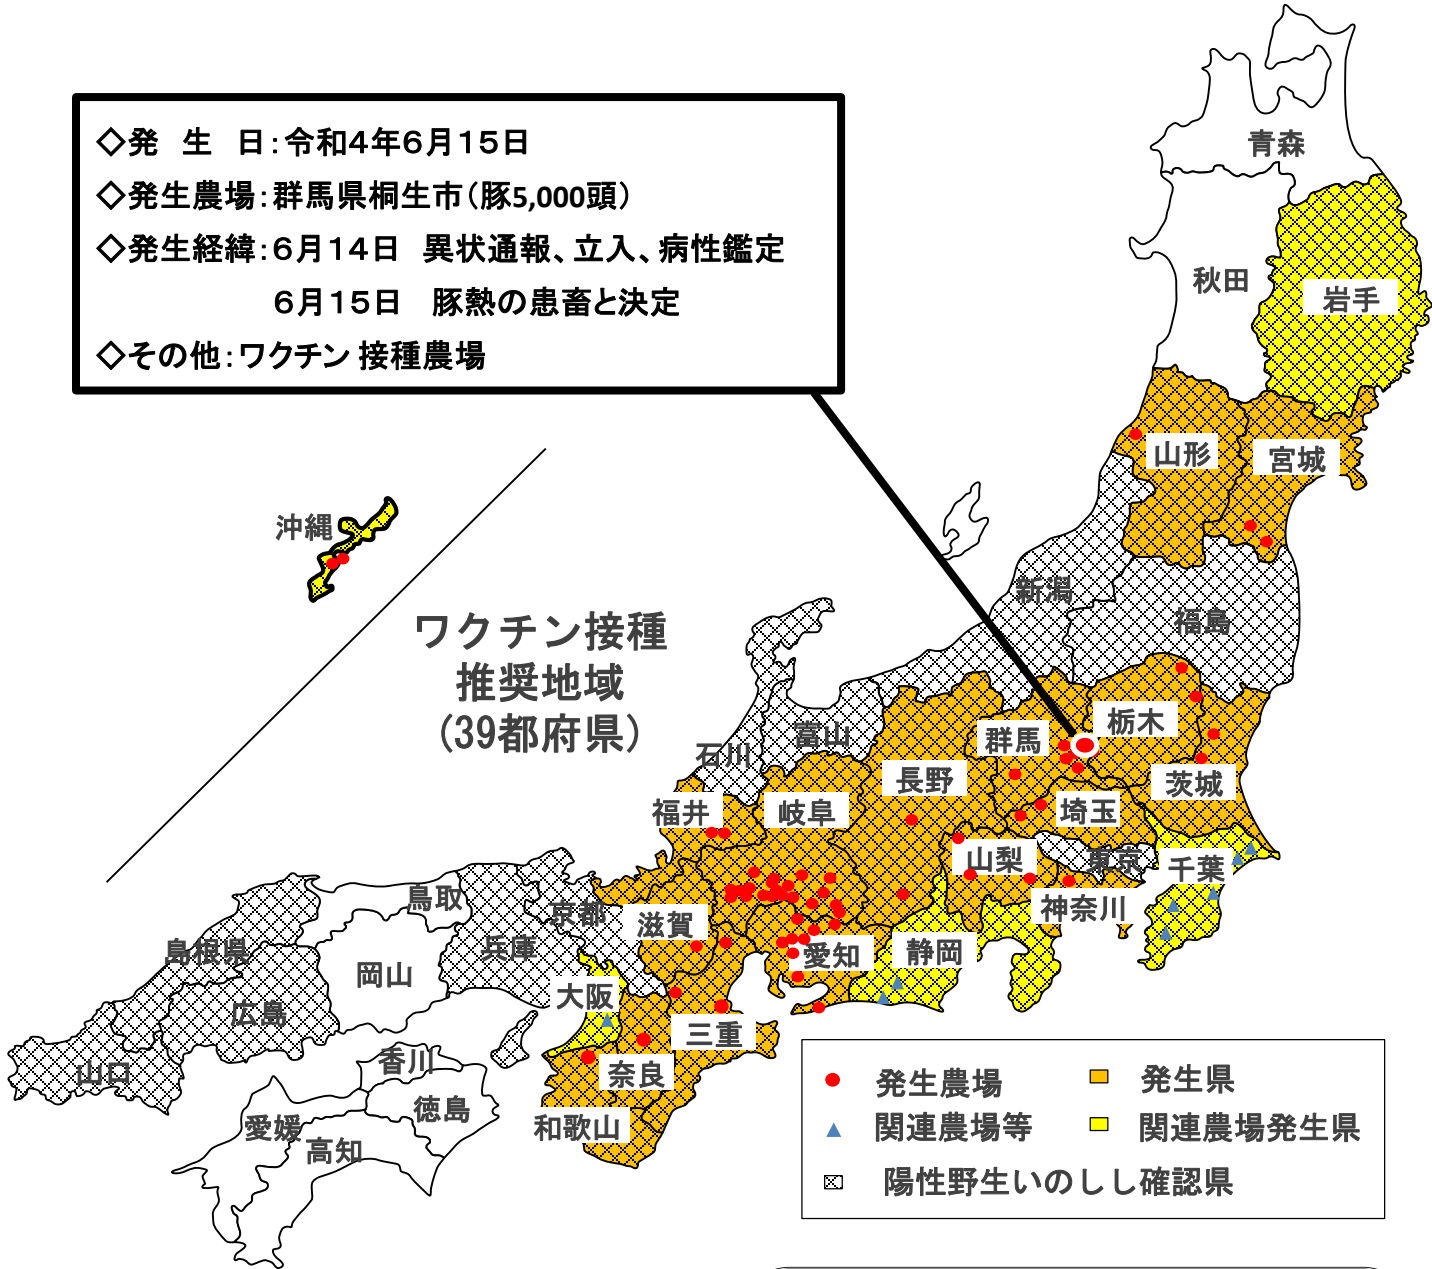 ◇発　生　日：令和4年6月15日
◇発生農場：群馬県桐生市（豚5,000頭）
◇発生経緯：6月14日　異状通報、立入、病性鑑定
6月15日　豚熱の患畜と決定
◇その他：ワクチン 接種農場
青森
秋田
岩手
山形
宮城
沖縄
新潟
福島
ワクチン接種
推奨地域
（39都府県）
栃木
群馬
富山
石川
長野
茨城
福井
岐阜
埼玉
山梨
東京
千葉
鳥取
京都
滋賀
神奈川
島根県
兵庫
愛知
静岡
岡山
大阪
広島
三重
香川
奈良
山口
徳島
愛媛
和歌山
高知
発生農場
発生県
関連農場等
関連農場発生県
陽性野生いのしし確認県